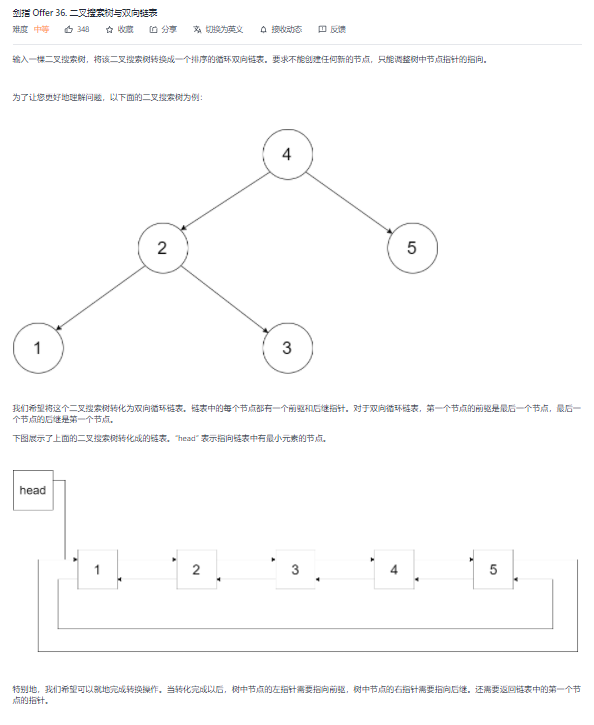 剑指 Offer 36. 二叉搜索树与双向链表
难度 中等 348 收藏 分享 切换为英文 接收动态 反馈
输入一棵二叉搜索树，将该二叉搜索树转换成一个排序的循环双向链表。要求不能创建任何新的节点，只能调整树中节点指针的指向。
为了让您更好地理解问题，以下面的二叉搜索树为例：
4
2 5
1 3
我们希望将这个二叉搜索树转化为双向循环链表。链表中的每个节点都有一个前驱和后继指针。对于双向循环链表，第一个节点的前驱是最后一个节点，最后一
个节点的后继是第一个节点。
下图展示了上面的二叉搜索树转化成的链表。“head” 表示指向链表中有最小元素的节点。
head
1 2 3 4 5
特别地，我们希望可以就地完成转换操作。当转化完成以后，树中节点的左指针需要指向前驱，树中节点的右指针需要指向后继。还需要返回链表中的第一个节
点的指针。